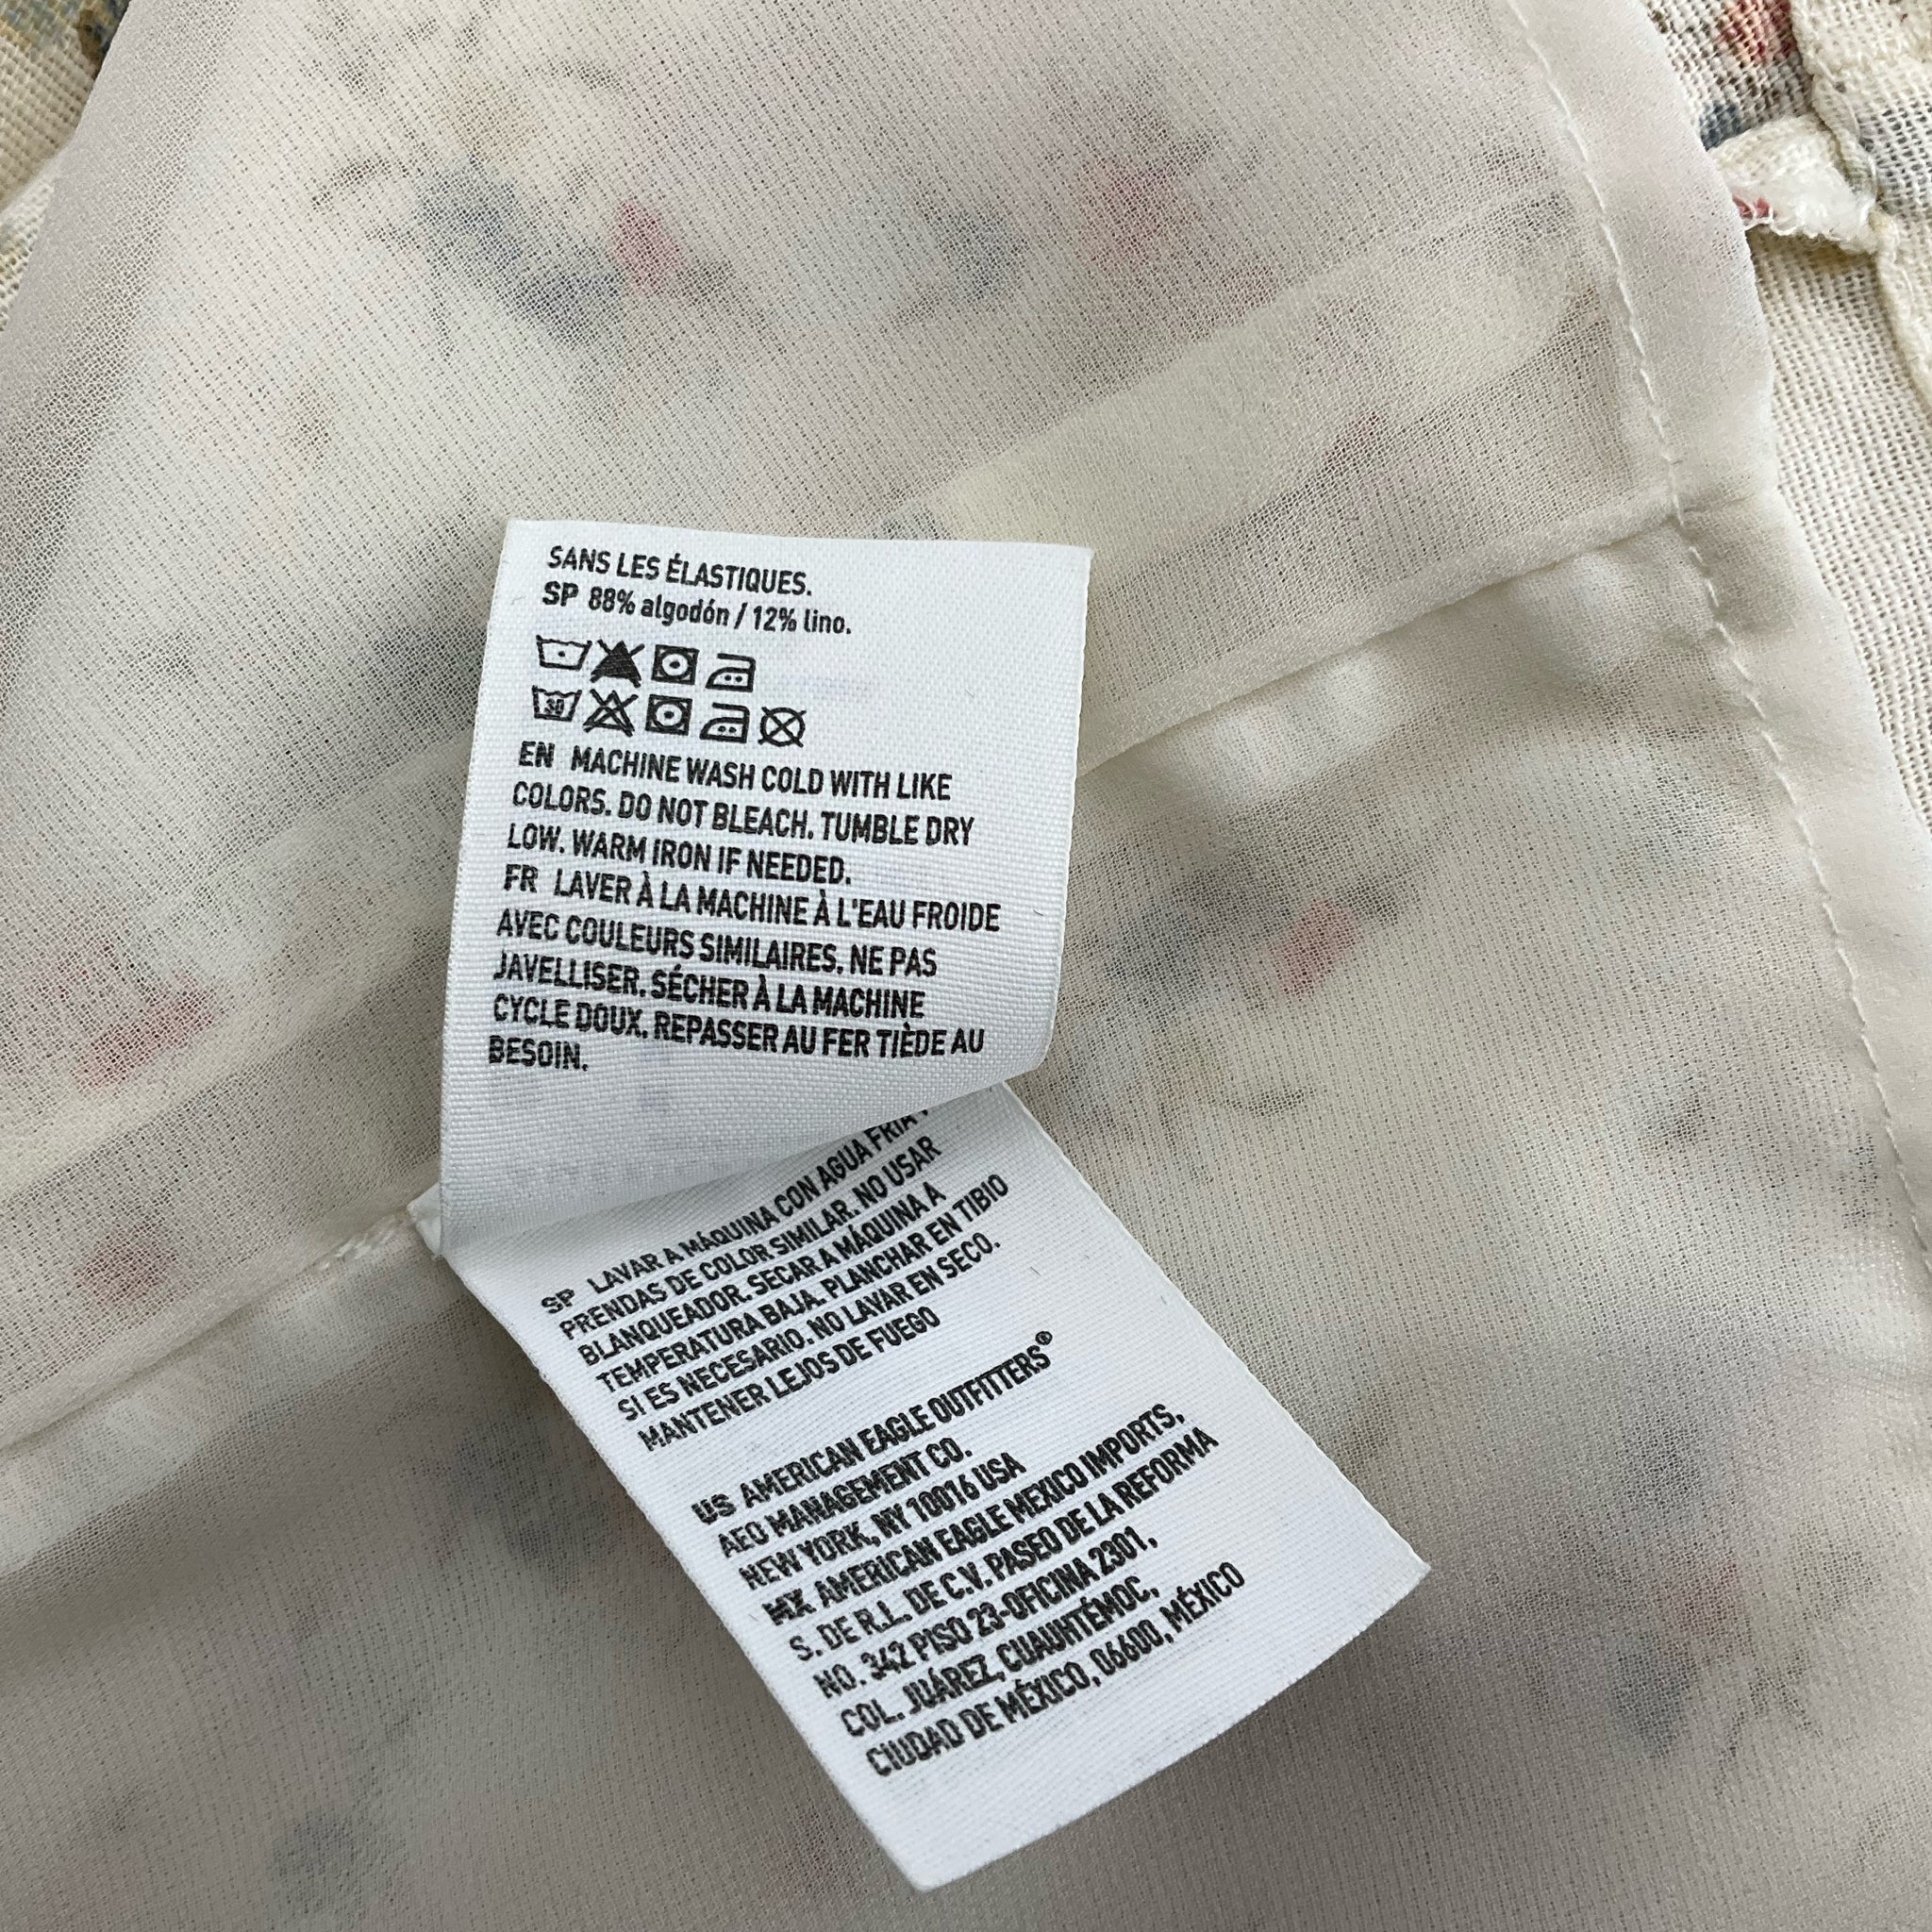 SANS LES ÉLASTIQUES.
SP 88% algodón / 12% lino.
30
EN MACHINE WASH COLD WITH LIKE
COLORS. DO NOT BLEACH. TUMBLE DRY
LOW. WARM IRON IF NEEDED.
FR LAVER À LA MACHINE À L'EAU FROIDE
AVEC COULEURS SIMILAIRES. NE PAS
JAVELLISER. SÉCHER À LA MACHINE
CYCLE DOUX. REPASSER AU FER TIÈDE AU
BESOIN.
SP LAVAR A MÁQUINA CON AGUA FRIA Y
PRENDAS DE COLOR SIMILAR. NO USAR
BLANQUEADOR. SECAR A MÁQUINA A
TEMPERATURA BAJA. PLANCHAR EN TIBIO
SI ES NECESARIO. NO LAVAR EN SECO.
MANTENER LEJOS DE FUEGO
US AMERICAN EAGLE OUTFITTERS®
AEO MANAGEMENT CO.
NEW YORK, NY 10016 USA
MX AMERICAN EAGLE MEXICO IMPORTS,
S. DE R.L. DE C.V. PASEO DE LA REFORMA
NO. 342 PISO 23-OFICINA 2301,
COL. JUÁREZ, CUAUHTÉMOC,
CIUDAD DE MÉXICO, 06600, MÉXICO